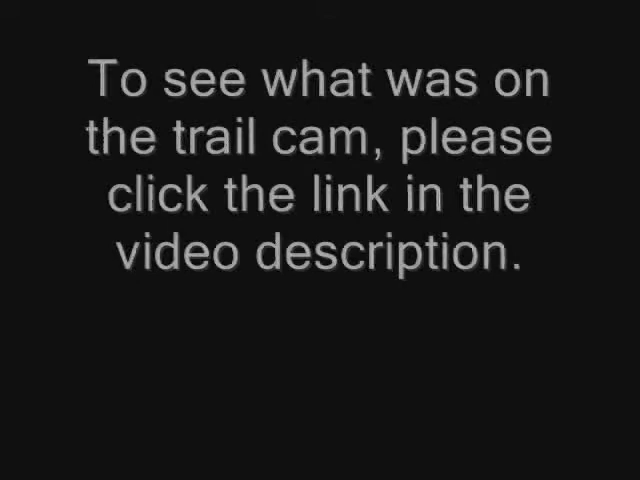 To see what was on
the trail cam, please
click the link in the
video description.